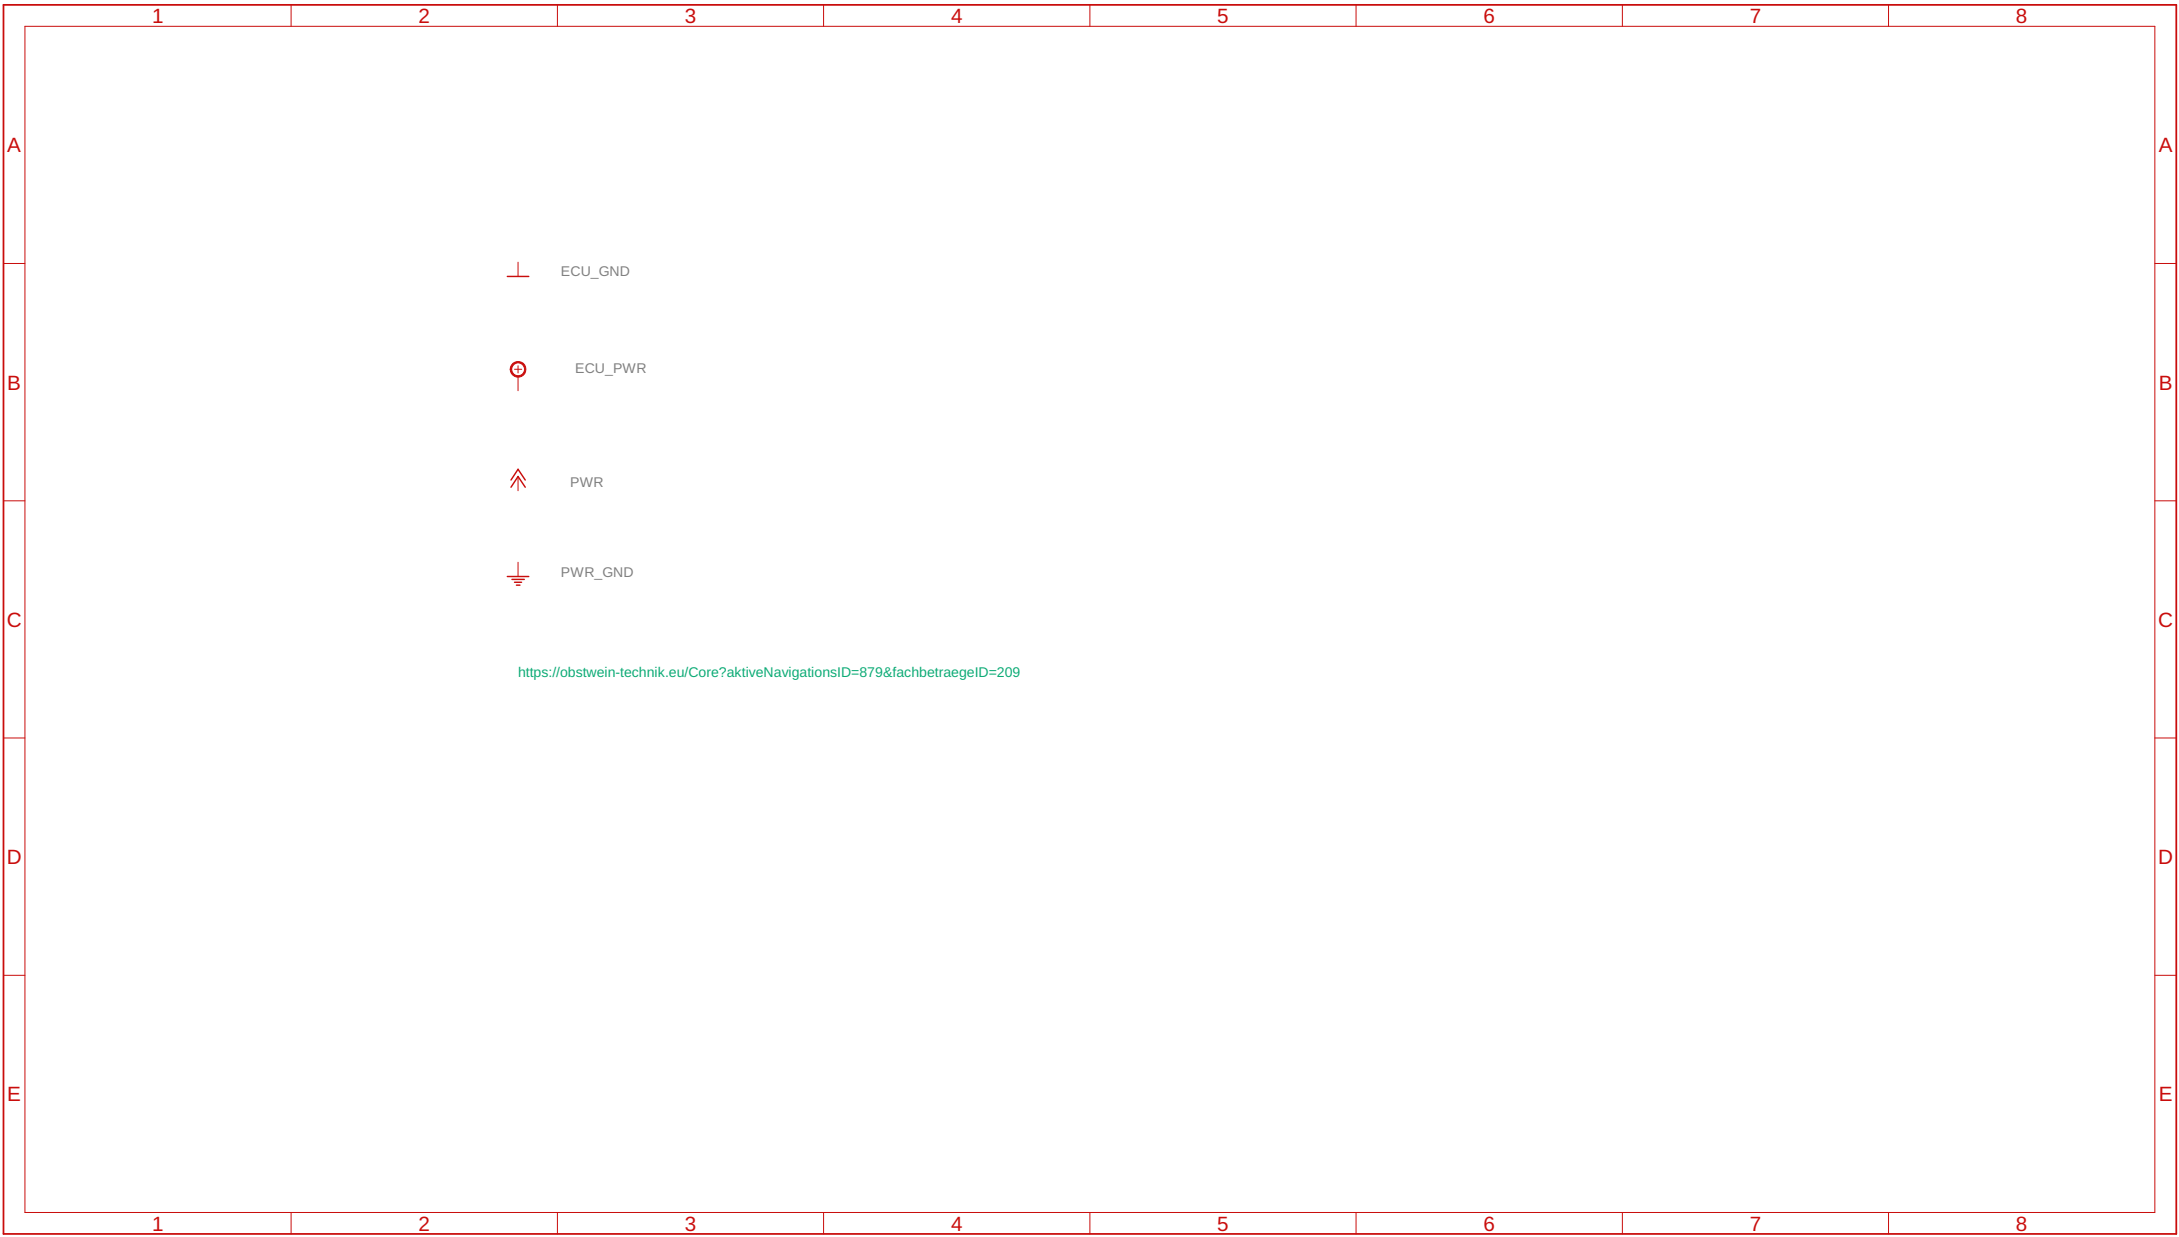 1 2 3 4 5 6 7 8
A A
ECU_GND
ECU_PWR
B B
PWR
PWR_GND
C C
https://obstwein-technik.eu/Core?aktiveNavigationsID=879&fachbetraegeID=209
D D
E E
1 2 3 4 5 6 7 8